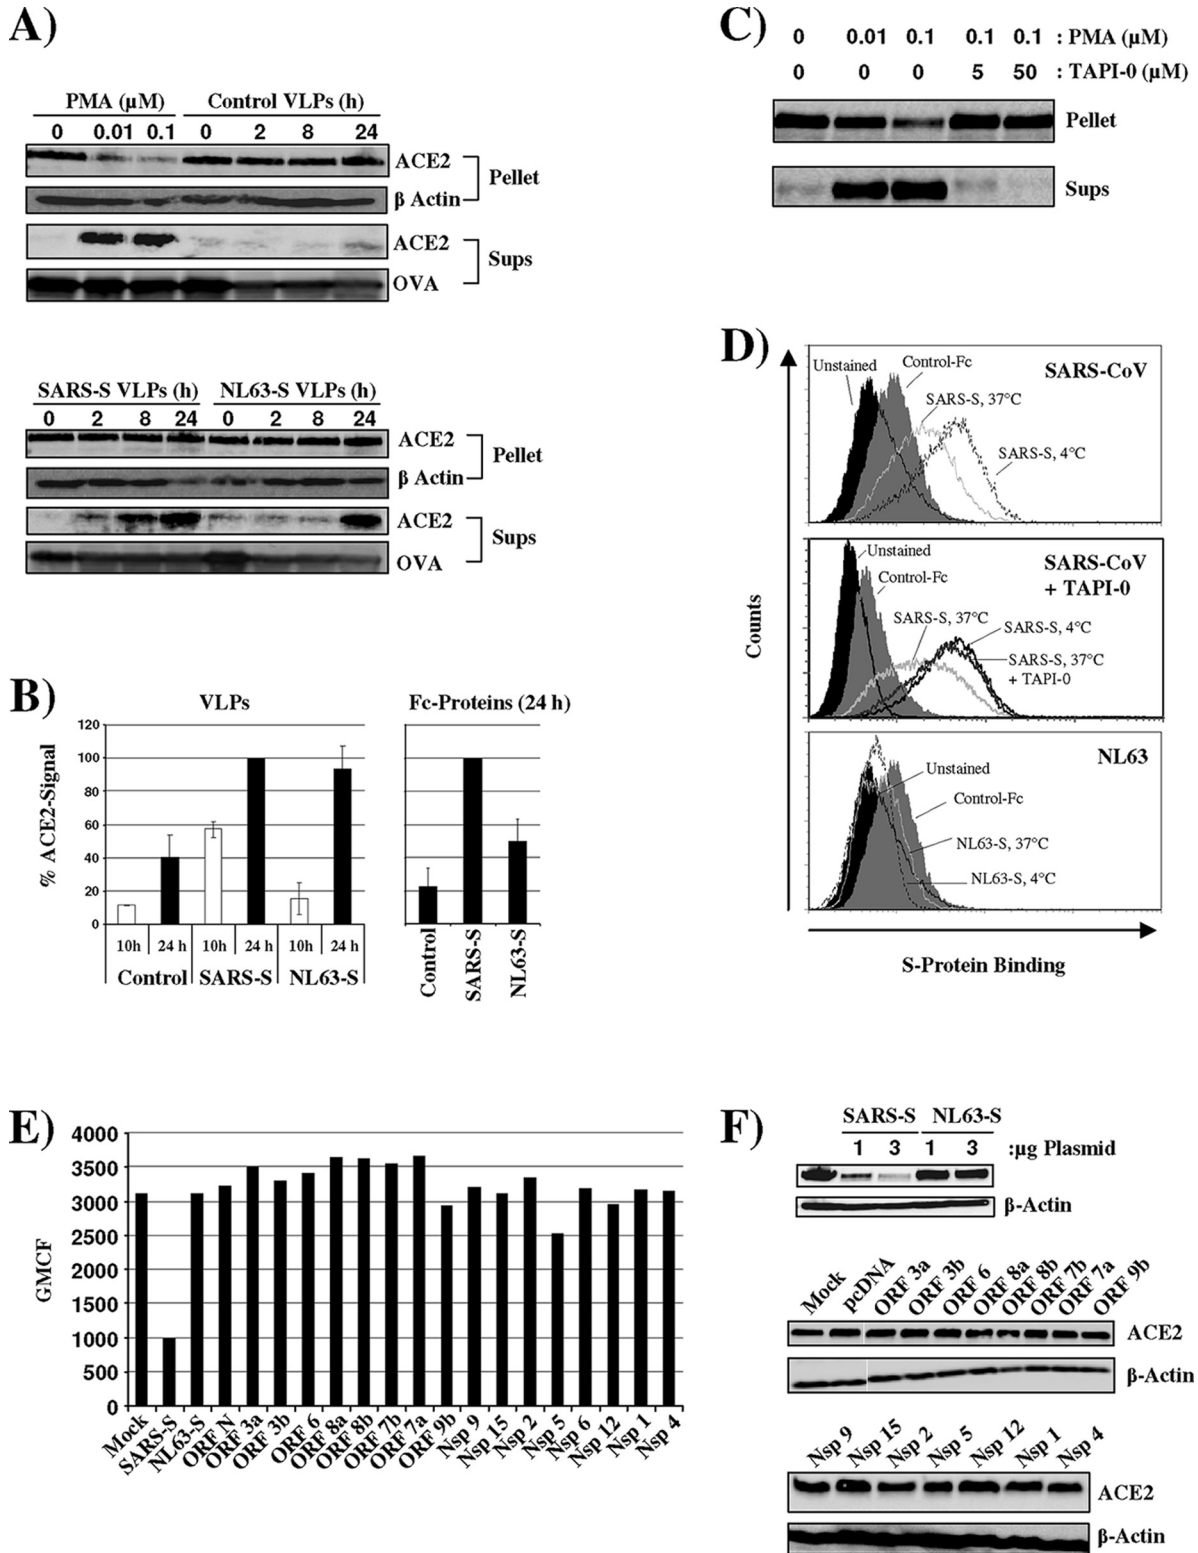 A)
PMA (µM) Control VLPs (h)
0 0.01 0.1 0 2 8 24
ACE2
Pellet
β Actin
ACE2
Sups
OVA
SARS-S VLPs (h) NL63-S VLPs (h)
0 2 8 24 0 2 8 24
ACE2
Pellet
β Actin
ACE2
Sups
OVA
B)
VLPs
Fc-Proteins (24 h)
% ACE2-Signal
120
100
80
60
40
20
0
10h 24 h 10h 24 h 10h 24 h
Control SARS-S NL63-S
Control
SARS-S
NL63-S
C)
0 0.01 0.1 0.1 0.1 : PMA (µM)
0 0 0 5 50 : TAPI-0 (µM)
Pellet
Sups
D)
Unstained
Control-Fc
SARS-CoV
SARS-S, 37°C
SARS-S, 4°C
Unstained
Control-Fc
SARS-CoV
+ TAPI-0
SARS-S, 37°C
SARS-S, 4°C
SARS-S, 37°C
+ TAPI-0
NL63
Unstained
Control-Fc
NL63-S, 37°C
NL63-S, 4°C
Counts
S-Protein Binding
E)
GMCF
4000
3500
3000
2500
2000
1500
1000
500
0
Mock
SARS-S
NL63-S
ORF N
ORF 3a
ORF 3b
ORF 6
ORF 8a
ORF 8b
ORF 7b
ORF 7a
ORF 9b
Nsp 9
Nsp 15
Nsp 2
Nsp 5
Nsp 6
Nsp 12
Nsp 1
Nsp 4
F)
SARS-S NL63-S
1 3 1 3 :µg Plasmid
β-Actin
Mock
pcDNA
ORF 3a
ORF 3b
ORF 6
ORF 8a
ORF 8b
ORF 7b
ORF 7a
ORF 9b
ACE2
β-Actin
Nsp 9
Nsp 15
Nsp 2
Nsp 5
Nsp 12
Nsp 1
Nsp 4
ACE2
β-Actin